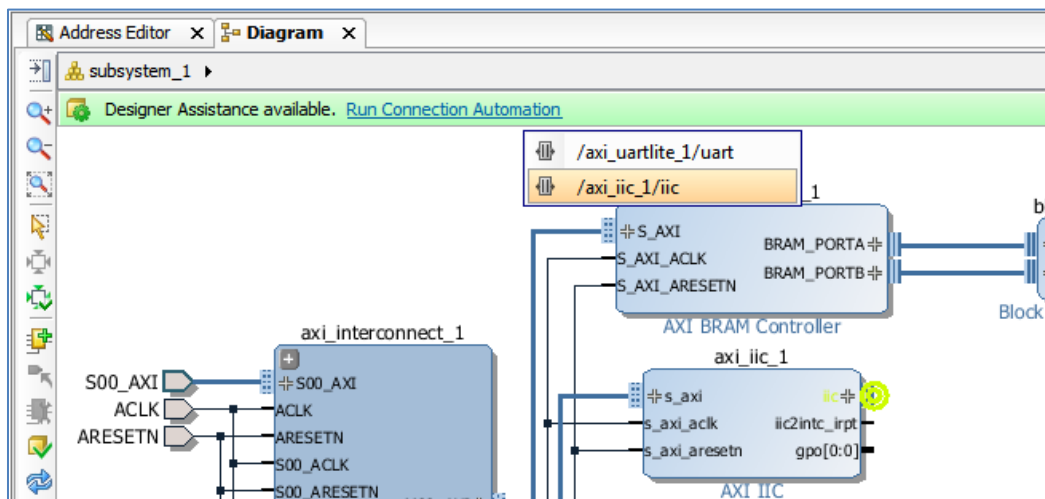 Address Editor
Diagram
subsystem_1
Designer Assistance available. Run Connection Automation
/axi_uartlite_1/uart
/axi_iic_1/iic
_1
S_AXI
S_AXI_ACLK
S_AXI_ARESETN
BRAM_PORTA
BRAM_PORTB
AXI BRAM Controller
b
Block
axi_interconnect_1
S00_AXI
ACLK
ARESETN
S00_AXI
ACLK
ARESETN
S00_ACLK
S00_ARESETN
axi_iic_1
s_axi
s_axi_aclk
s_axi_aresetn
iic
iic2intc_irpt
gpo[0:0]
AXI IIC